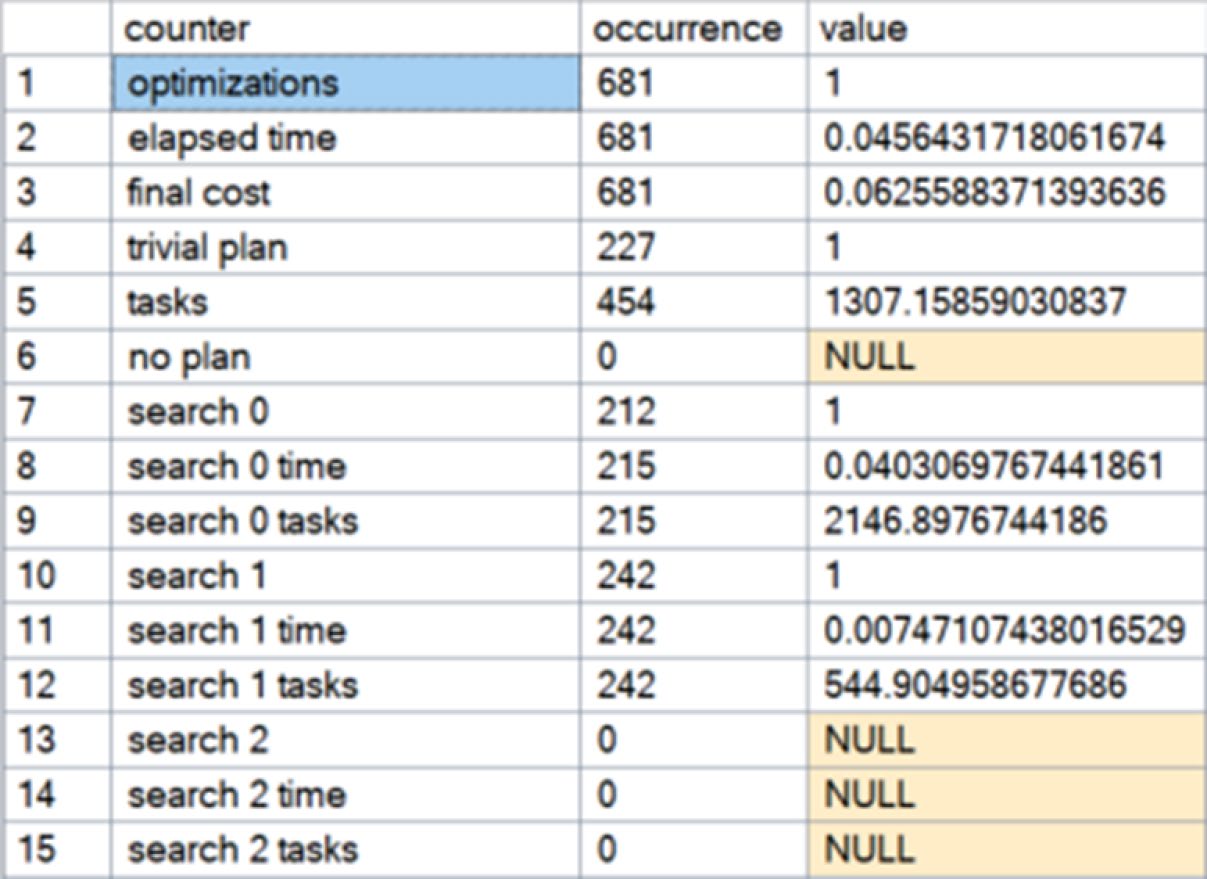 counter occurrence value
1 optimizations 681 1
2 elapsed time 681 0.0456431718061674
3 final cost 681 0.0625588371393636
4 trivial plan 227 1
5 tasks 454 1307.15859030837
6 no plan 0 NULL
7 search 0 212 1
8 search 0 time 215 0.0403069767441861
9 search 0 tasks 215 2146.8976744186
10 search 1 242 1
11 search 1 time 242 0.00747107438016529
12 search 1 tasks 242 544.904958677686
13 search 2 0 NULL
14 search 2 time 0 NULL
15 search 2 tasks 0 NULL